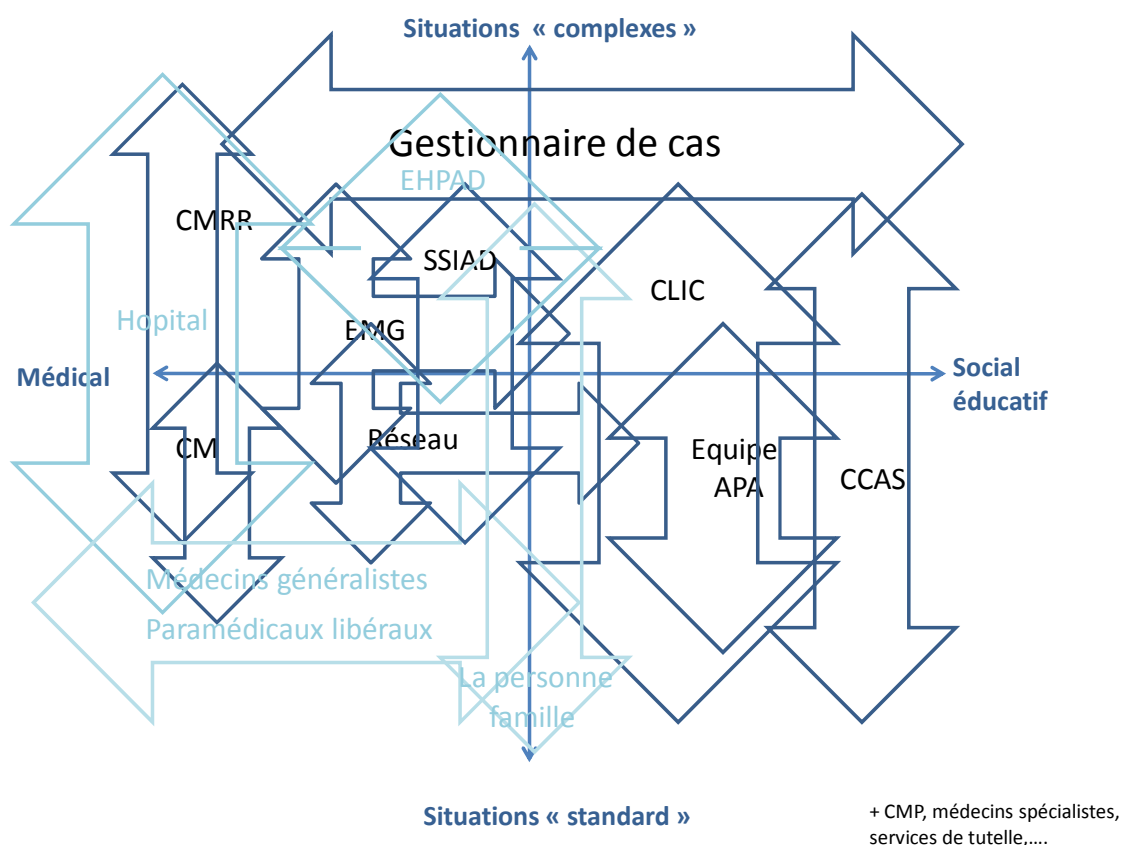 Situations « complexes »
Gestionnaire de cas
EHPAD
CMRR
SSIAD
CLIC
Hopital
EMG
Médical
Social
éducatif
CM
Réseau
Equipe
APA
CCAS
Médecins généralistes
Paramédicaux libéraux
La personne
famille
Situations « standard »
+ CMP, médecins spécialistes,
services de tutelle,....